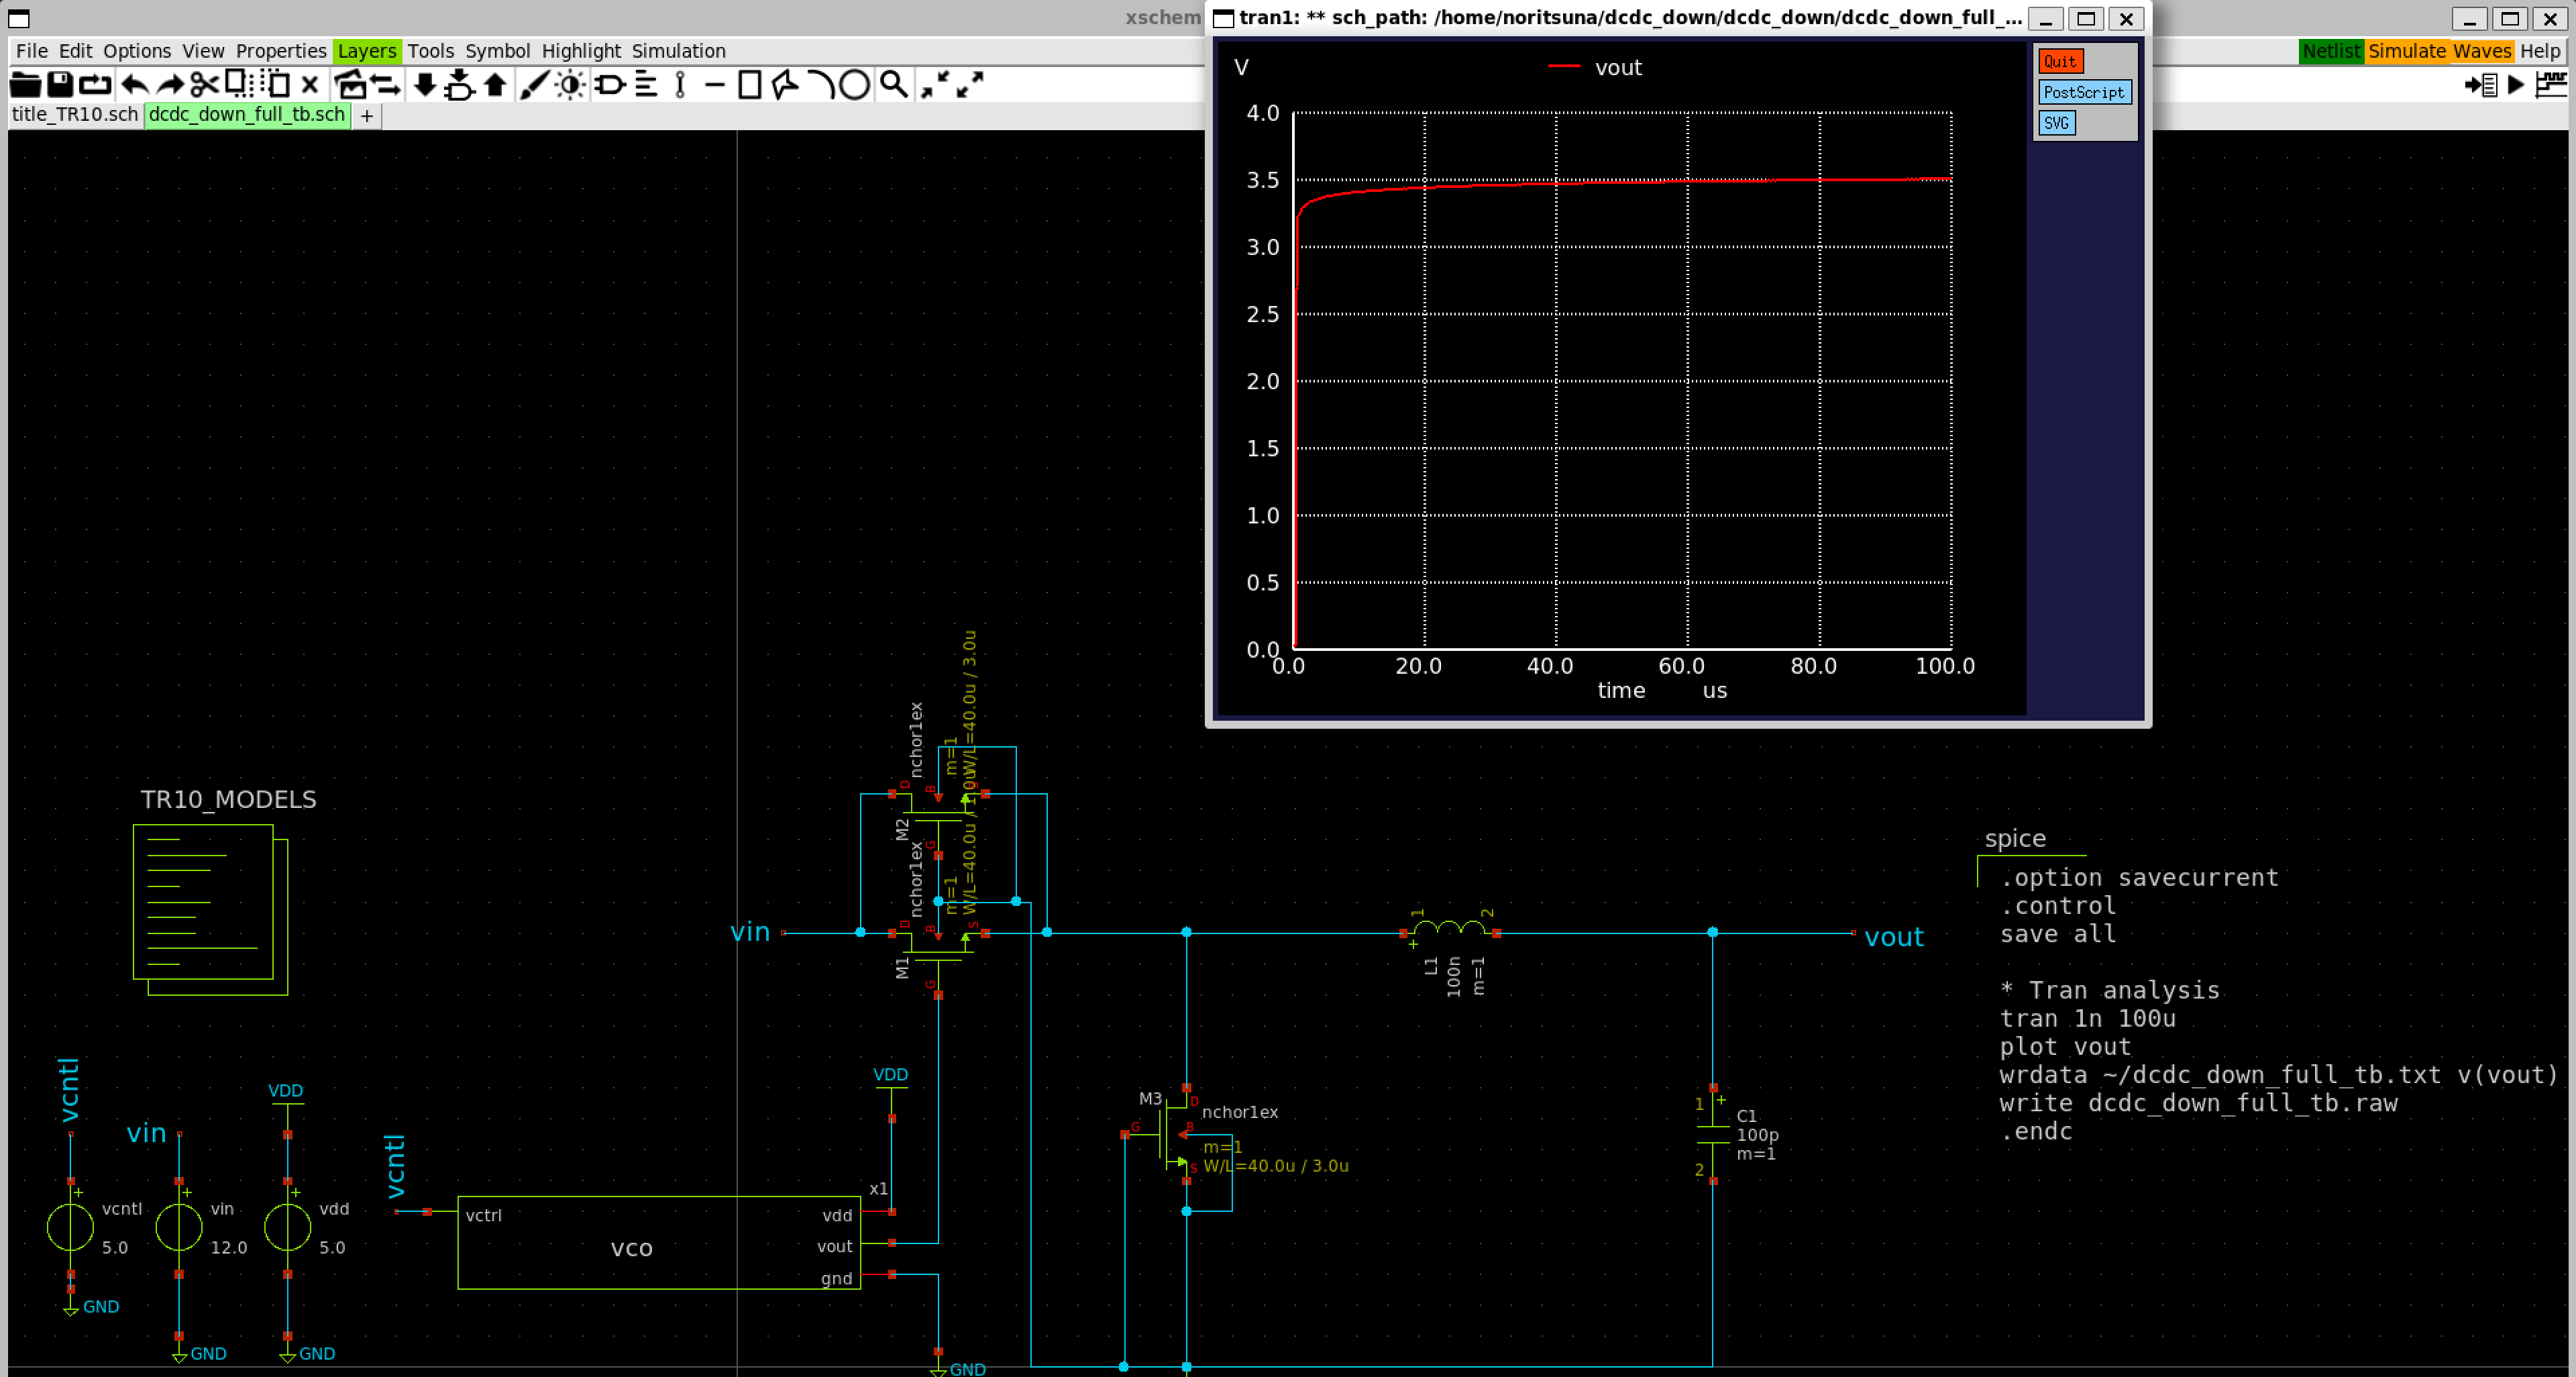 xschem
tran1: ** sch_path: /home/noritsuna/dcdc_down/dcdc_down/dcdc_down_full_...
File Edit Options View Properties Layers Tools Symbol Highlight Simulation
Netlist Simulate Waves Help
title_TR10.sch dcdc_down_full_tb.sch +
Quit
PostScript
SVG
V
vout
4.0
3.5
3.0
2.5
2.0
1.5
1.0
0.5
0.0
0.0 20.0 40.0 60.0 80.0 100.0
time us
TR10_MODELS
vcntl
vcntl
5.0
GND
vin
vin
12.0
GND
VDD
vdd
5.0
GND
vcntl
vctrl
vco
x1
vdd
vout
gnd
VDD
GND
vin
M2
nchor1ex
m=1
W/L=40.0u / 3.0u
D
B
G
M1
nchor1ex
m=1
W/L=40.0u /
D
B
S
G
M3
nchor1ex
m=1
W/L=40.0u / 3.0u
D
G
B
S
1
2
+
L1
100n
m=1
vout
1
+
2
C1
100p
m=1
spice
.option savecurrent
.control
save all
* Tran analysis
tran 1n 100u
plot vout
wrdata ~/dcdc_down_full_tb.txt v(vout)
write dcdc_down_full_tb.raw
.endc